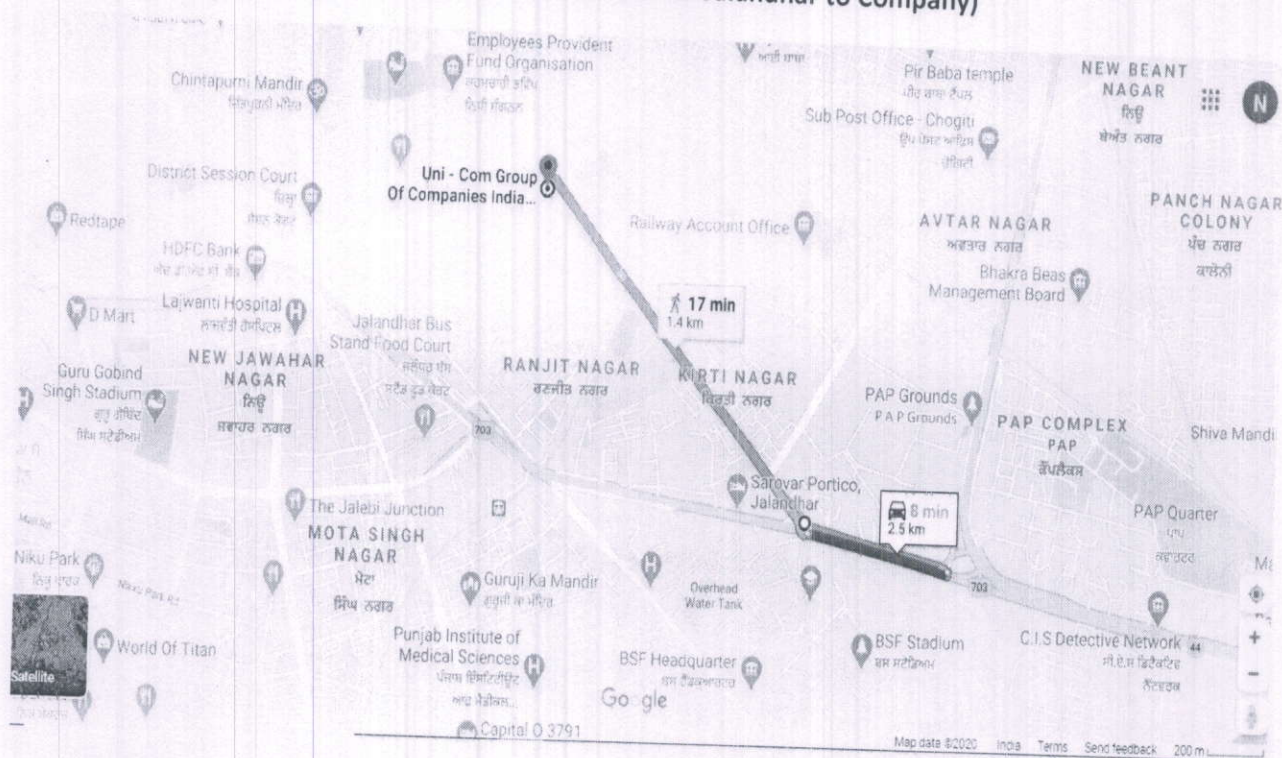 to Company)
Employees Provident
Fund Organisation
Chintapurni Mandir
Pir Baba temple
ਪੀਰ ਬਾਬਾ ਟੈਂਪਲ
NEW BEANT
NAGAR
ਨਿਊ
ਬੇਅੰਤ ਨਗਰ
N
Sub Post Office - Chogiti
District Session Court
Uni - Com Group
Of Companies India...
Redtape
HDFC Bank
Railway Account Office
AVTAR NAGAR
ਅਵਤਾਰ ਨਗਰ
PANCH NAGAR
COLONY
ਪੰਚ ਨਗਰ
ਕਾਲੋਨੀ
Bhakra Beas
Management Board
17 min
1.4 km
D Mart
Lajwanti Hospital
Jalandhar Bus
Stand Food Court
NEW JAWAHAR
NAGAR
ਨਿਊ
ਜਵਾਹਰ ਨਗਰ
RANJIT NAGAR
ਰਣਜੀਤ ਨਗਰ
KIRTI NAGAR
ਕਿਰਤੀ ਨਗਰ
Guru Gobind
Singh Stadium
PAP Grounds
P A P Grounds
PAP COMPLEX
PAP
ਕੰਪਲੈਕਸ
Shiva Mandi
703
Sarovar Portico,
Jalandhar
8 min
2.5 km
The Jalebi Junction
PAP Quarter
MOTA SINGH
NAGAR
ਮੋਟਾ
ਸਿੰਘ ਨਗਰ
Niku Park
Niku Park Rd
Guruji Ka Mandir
Overhead
Water Tank
703
World Of Titan
Satellite
Punjab Institute of
Medical Sciences
BSF Headquarter
BSF Stadium
C.I.S Detective Network
44
Google
Capital O 3791
Map data ©2020 India Terms Send feedback 200 m